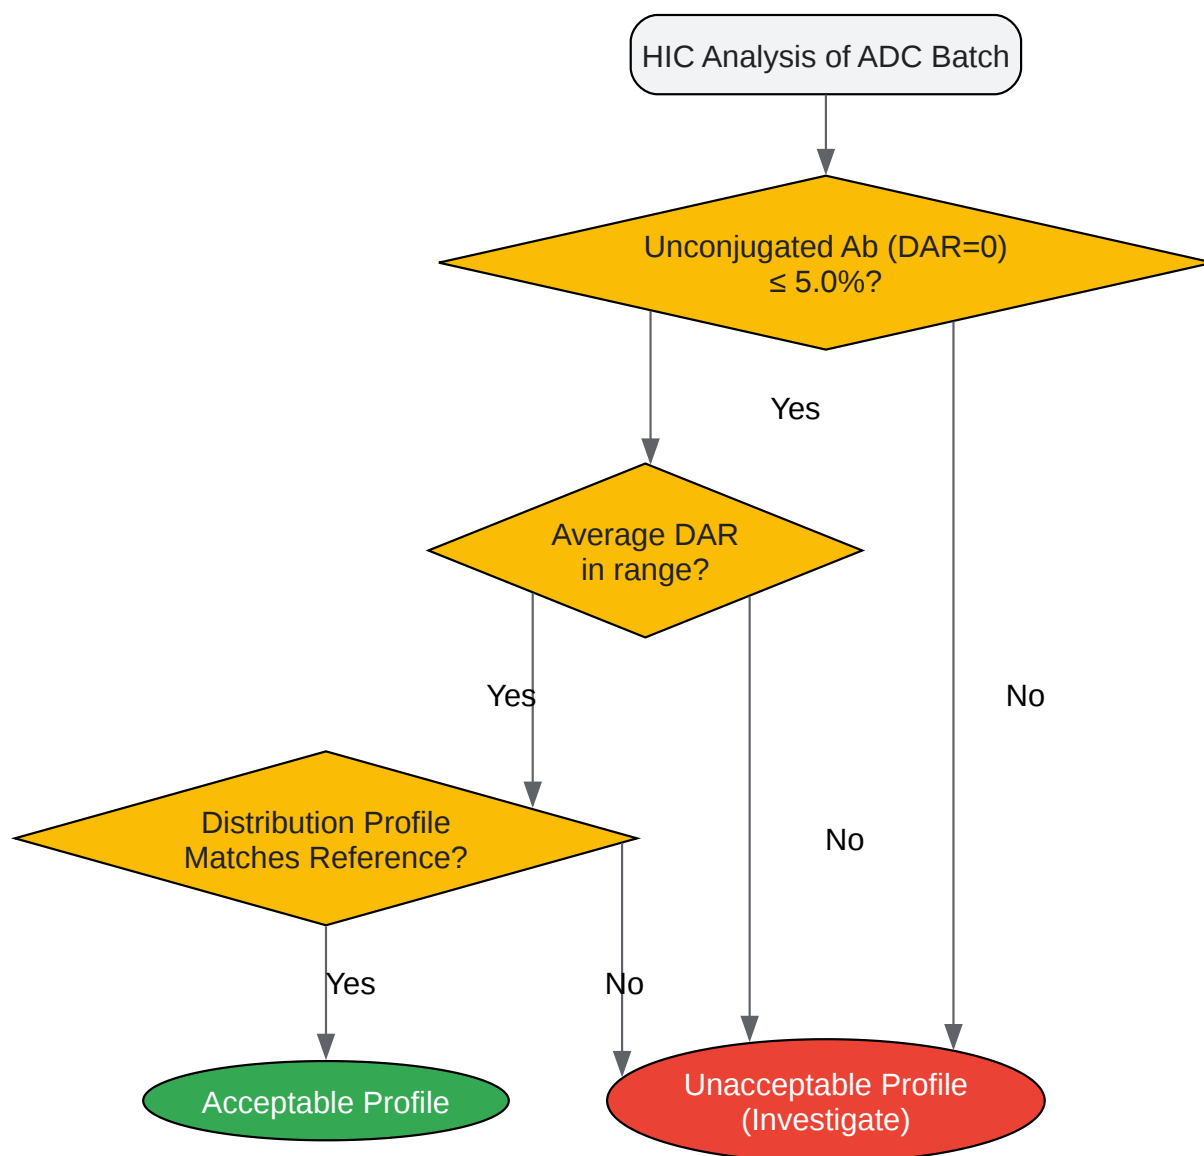 HIC Analysis of ADC Batch
Unconjugated Ab (DAR=0)
≤ 5.0%?
Yes
Average DAR
in range?
Yes
No
Distribution Profile
Matches Reference?
No
Yes
No
Acceptable Profile
Unacceptable Profile
(Investigate)